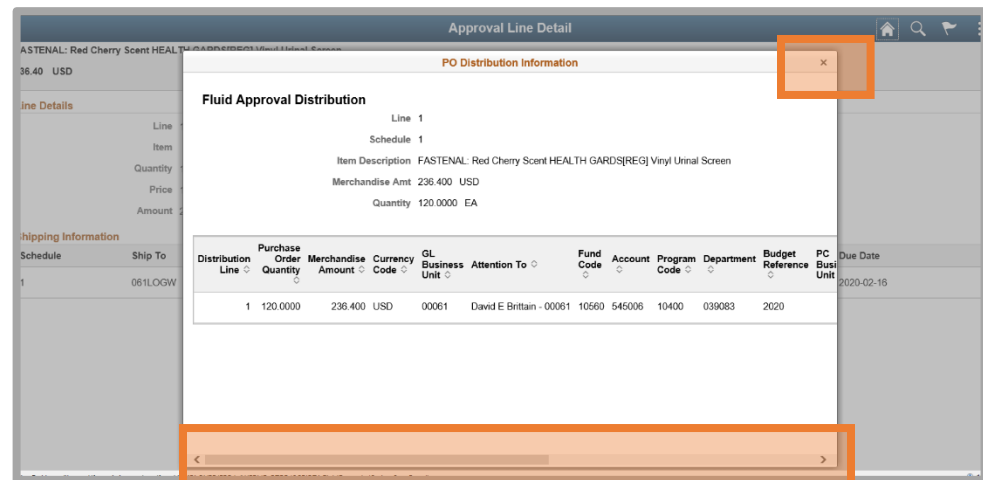 Approval Line Detail
ASTENAL: Red Cherry Scent HEALTH GARDS[REG] Vinyl Urinal Screen
36.40 USD
PO Distribution Information
×
Line Details
Line
Item
Quantity
Price
Amount
Fluid Approval Distribution
Line 1
Schedule 1
Item Description FASTENAL: Red Cherry Scent HEALTH GARDS[REG] Vinyl Urinal Screen
Merchandise Amt 236.400 USD
Quantity 120.0000 EA
Shipping Information
Schedule Ship To Due Date
1 061LOGW 2020-02-16
Distribution Line Purchase Order Quantity Merchandise Amount Currency Code GL Business Unit Attention To Fund Code Account Program Code Department Budget Reference PC Busi Unit
1 120.0000 236.400 USD 00061 David E Brittain - 00061 10560 545006 10400 039083 2020